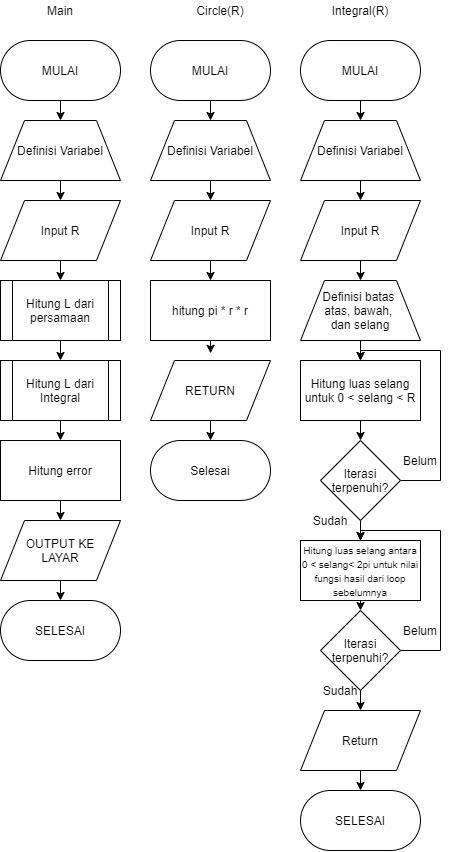 Main
MULAI
Definisi Variabel
Input R
Hitung L dari
persamaan
Hitung L dari
Integral
Hitung error
OUTPUT KE
LAYAR
SELESAI
Circle(R)
MULAI
Definisi Variabel
Input R
hitung pi * r * r
RETURN
Selesai
Integral(R)
MULAI
Definisi Variabel
Input R
Definisi batas
atas, bawah,
dan selang
Hitung luas selang
untuk 0 < selang < R
Iterasi
terpenuhi?
Belum
Sudah
Hitung luas selang antara
0 < selang< 2pi untuk nilai
fungsi hasil dari loop
sebelumnya
Iterasi
terpenuhi?
Belum
Sudah
Return
SELESAI